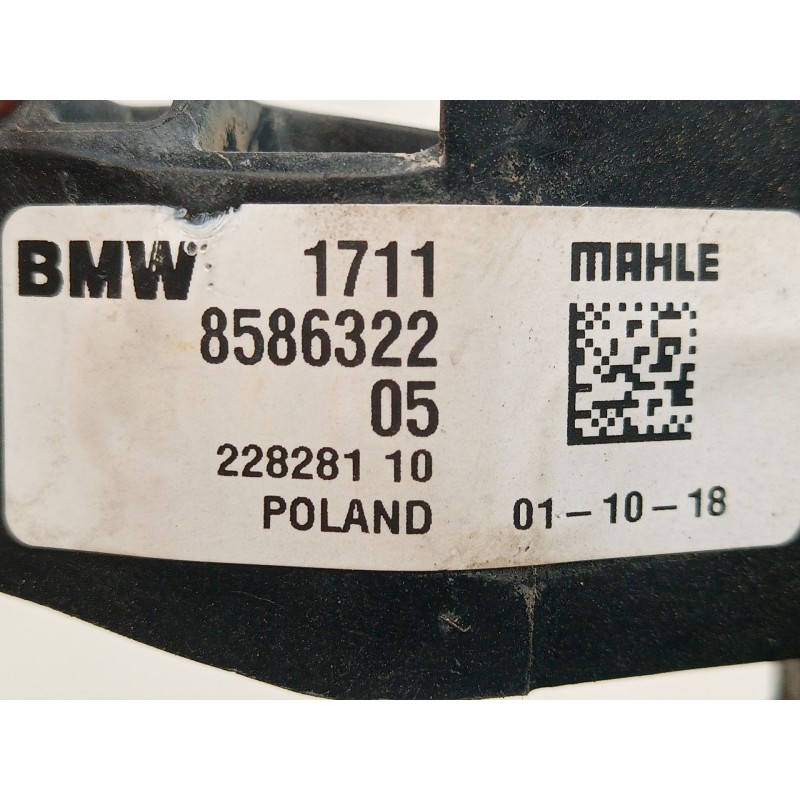 BMW 1711
8586322
05
228281 10
POLAND
MAHLE
01-10-18